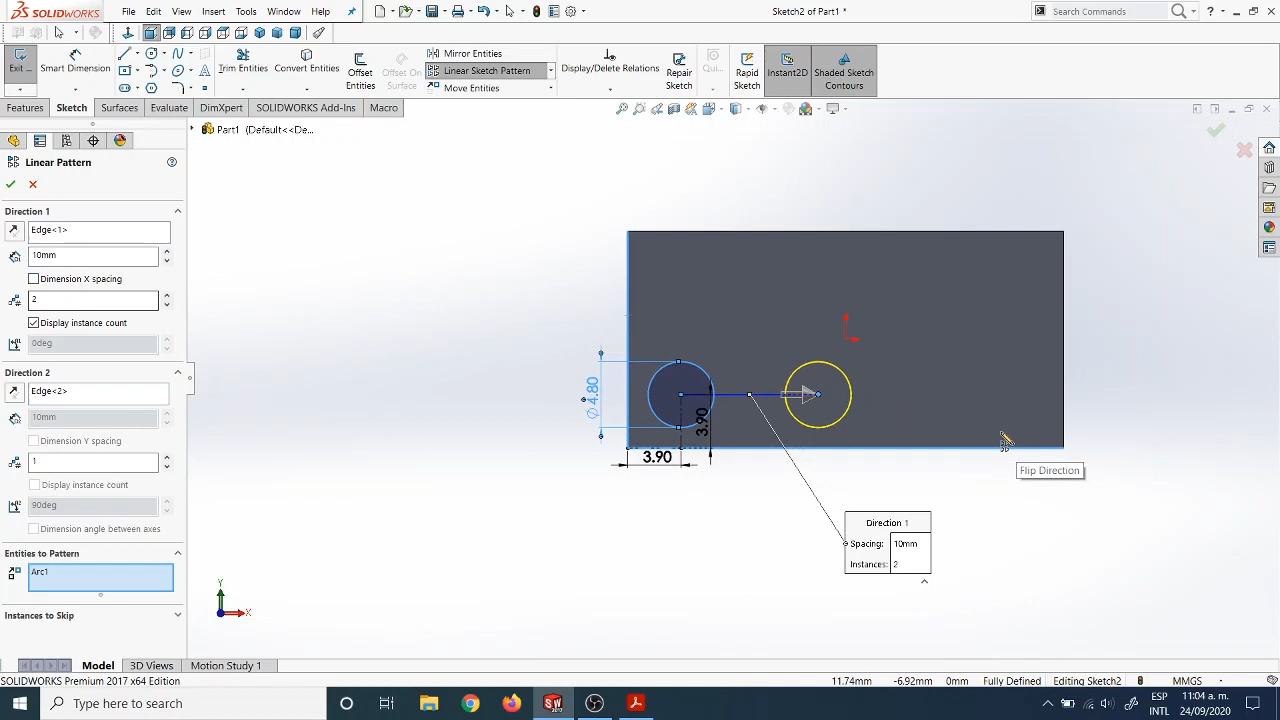 SOLIDWORKS File Edit View Insert Tools Window Help Sketch2 of Part1 * Search Commands ?
Exit ... Smart Dimension Trim Entities Convert Entities Offset Entities Offset On Surface Mirror Entities Linear Sketch Pattern Move Entities Display/Delete Relations Repair Sketch Qui... Rapid Sketch Instant2D Shaded Sketch Contours
Features Sketch Surfaces Evaluate DimXpert SOLIDWORKS Add-Ins Macro
Part1 (Default<<De...
Linear Pattern ?
Direction 1
Edge<1>
10mm
Dimension X spacing
2
Display instance count
0deg
Direction 2
Edge<2>
10mm
Dimension Y spacing
1
Display instance count
90deg
Dimension angle between axes
Entities to Pattern
Arc1
Instances to Skip
Ø 4.80
3.90
3.90
Flip Direction
Direction 1
Spacing: 10mm
Instances: 2
Y
X
Model 3D Views Motion Study 1
SOLIDWORKS Premium 2017 x64 Edition 11.74mm -6.92mm 0mm Fully Defined Editing Sketch2 MMGS
Type here to search ESP INTL 11:04 a. m. 24/09/2020